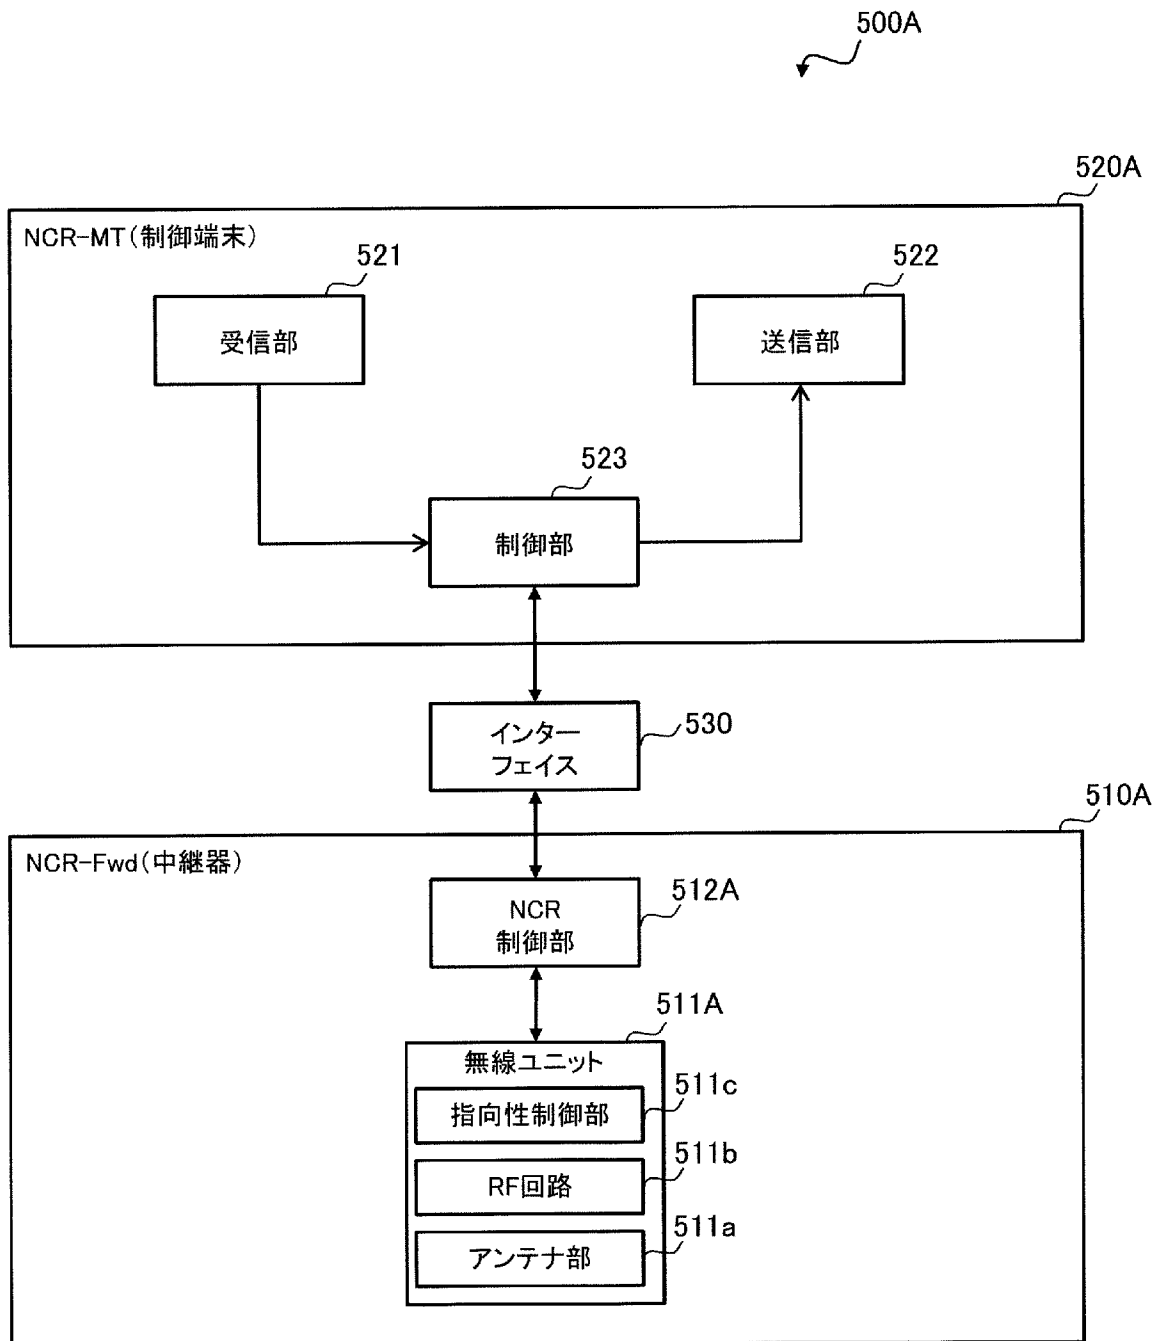 500A
520A
NCR-MT(制御端末)
521
522
受信部
送信部
523
制御部
インター
フェイス
530
510A
NCR-Fwd(中継器)
512A
NCR
制御部
511A
無線ユニット
指向性制御部
511c
RF回路
511b
アンテナ部
511a